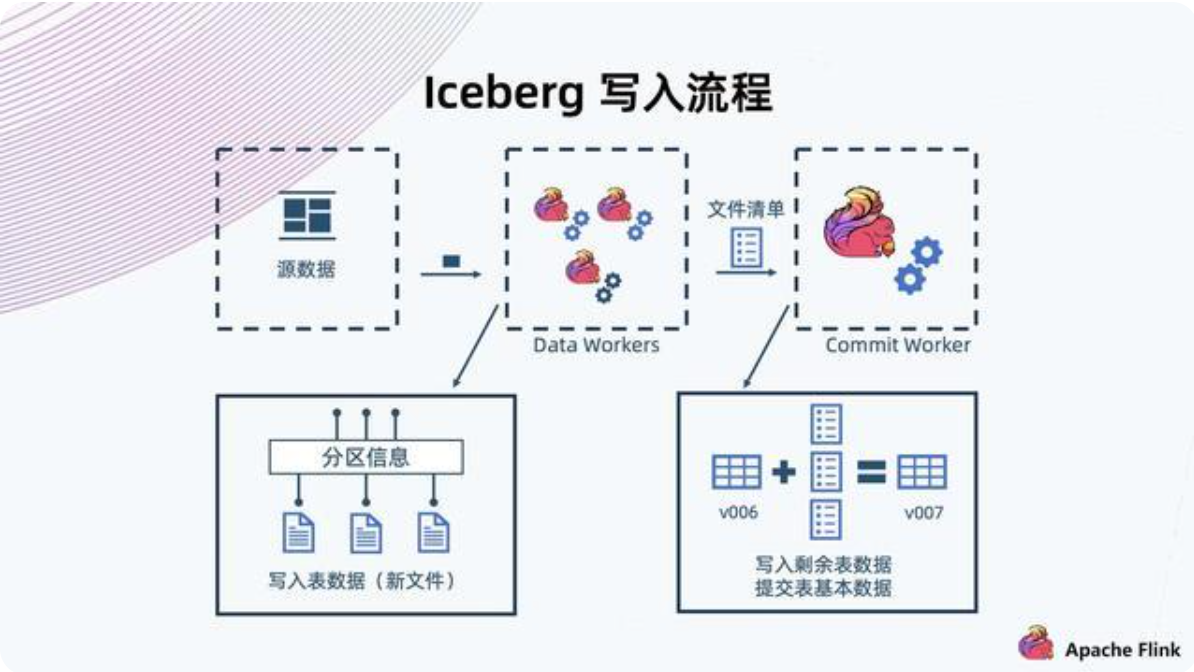 Iceberg 写入流程
源数据
Data Workers
文件清单
Commit Worker
分区信息
写入表数据（新文件）
v006
v007
写入剩余表数据
提交表基本数据
Apache Flink